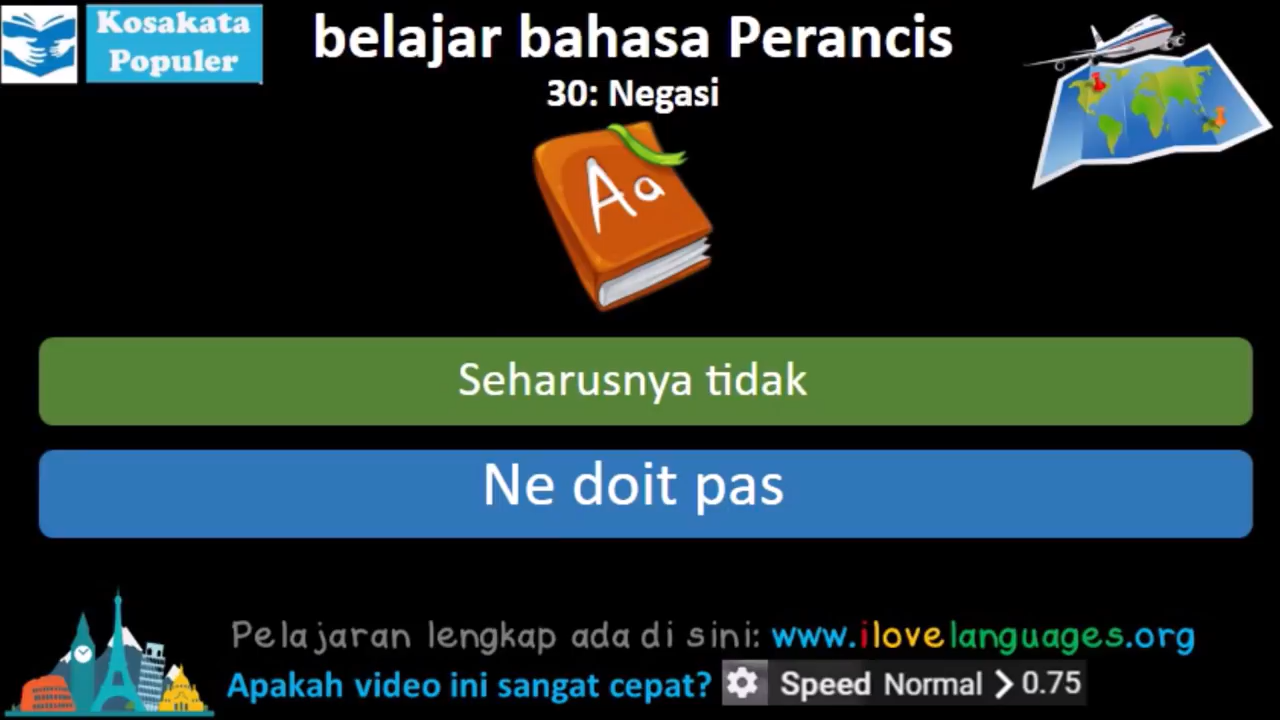 Kosakata
Populer
belajar bahasa Perancis
30: Negasi
Aa
Seharusnya tidak
Ne doit pas
Pelajaran lengkap ada di sini: www.ilovelanguages.org
Apakah video ini sangat cepat? Speed Normal > 0.75